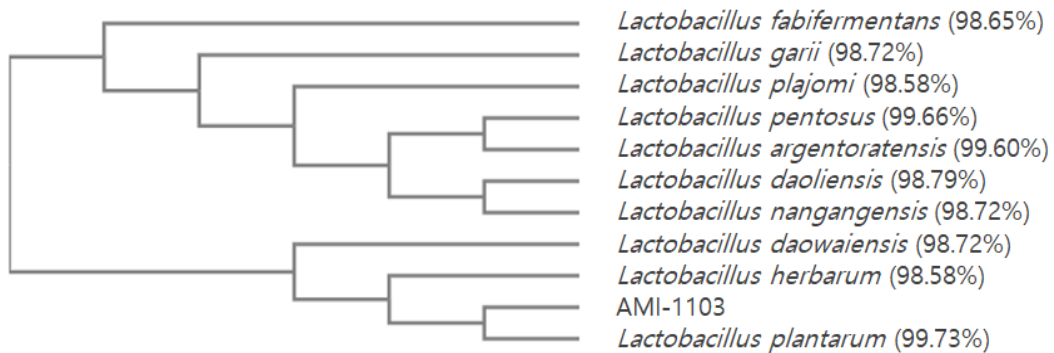 Lactobacillus fabifermentans (98.65%)
Lactobacillus garii (98.72%)
Lactobacillus plajomi (98.58%)
Lactobacillus pentosus (99.66%)
Lactobacillus argentoratensis (99.60%)
Lactobacillus daoliensis (98.79%)
Lactobacillus nangangensis (98.72%)
Lactobacillus daowaiensis (98.72%)
Lactobacillus herbarum (98.58%)
AMI-1103
Lactobacillus plantarum (99.73%)